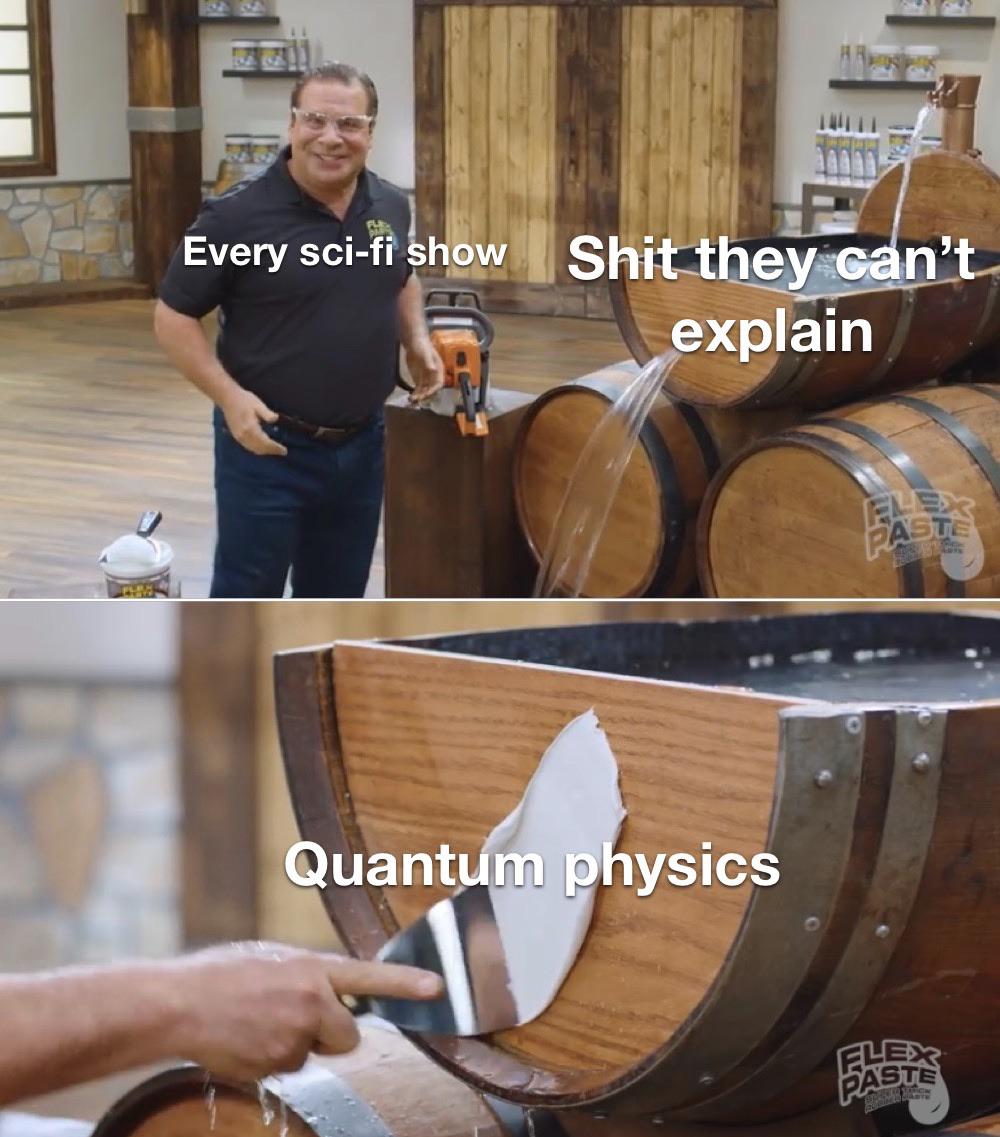 Every sci-fi show
Shit they can’t
explain
FLEX
PASTE
Quantum physics
FLEX
PASTE